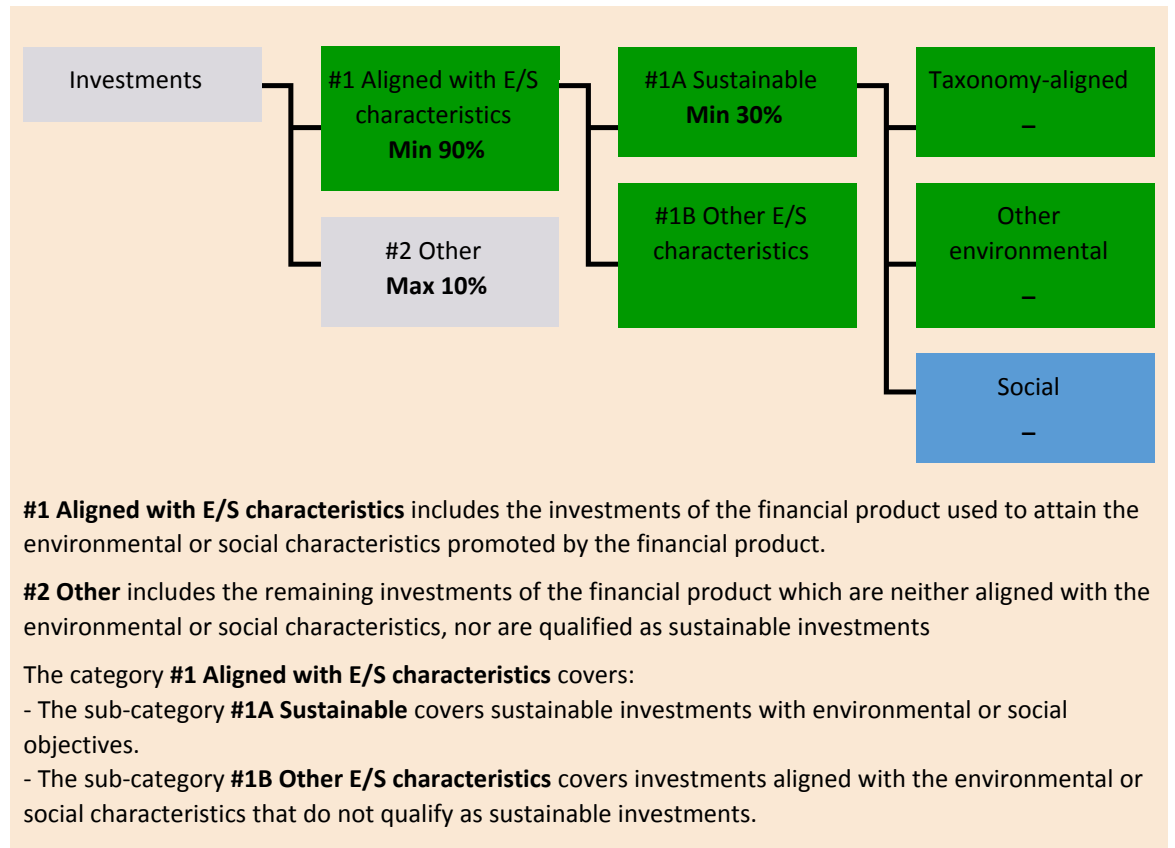 Investments
#1 Aligned with E/S
characteristics
Min 90%
#2 Other
Max 10%
#1A Sustainable
Min 30%
#1B Other E/S
characteristics
Taxonomy-aligned
–
Other
environmental
–
Social
–
#1 Aligned with E/S characteristics includes the investments of the financial product used to attain the
environmental or social characteristics promoted by the financial product.
#2 Other includes the remaining investments of the financial product which are neither aligned with the
environmental or social characteristics, nor are qualified as sustainable investments
The category #1 Aligned with E/S characteristics covers:
- The sub-category #1A Sustainable covers sustainable investments with environmental or social
objectives.
- The sub-category #1B Other E/S characteristics covers investments aligned with the environmental or
social characteristics that do not qualify as sustainable investments.